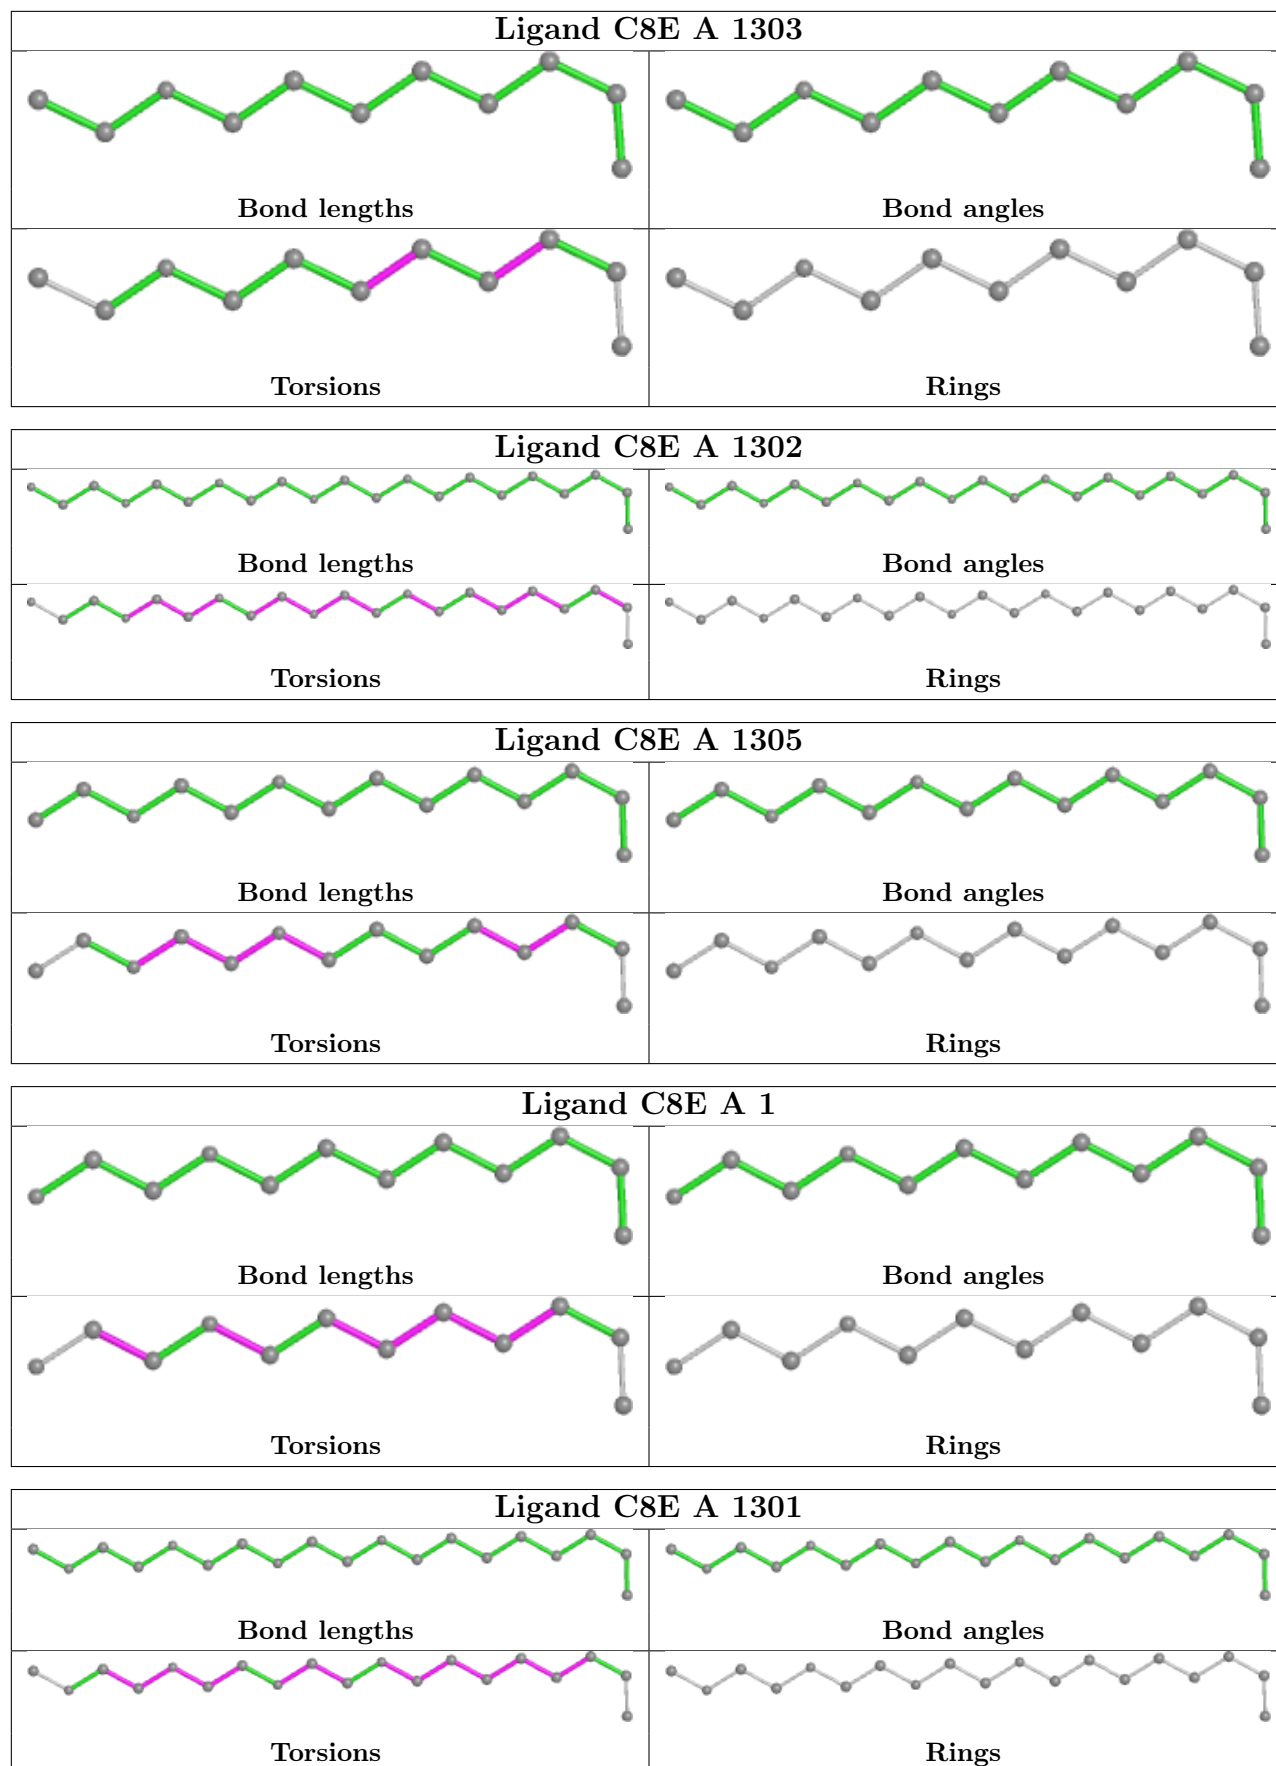 Ligand C8E A 1303
Bond lengths
Bond angles
Torsions
Rings
Ligand C8E A 1302
Bond lengths
Bond angles
Torsions
Rings
Ligand C8E A 1305
Bond lengths
Bond angles
Torsions
Rings
Ligand C8E A 1
Bond lengths
Bond angles
Torsions
Rings
Ligand C8E A 1301
Bond lengths
Bond angles
Torsions
Rings